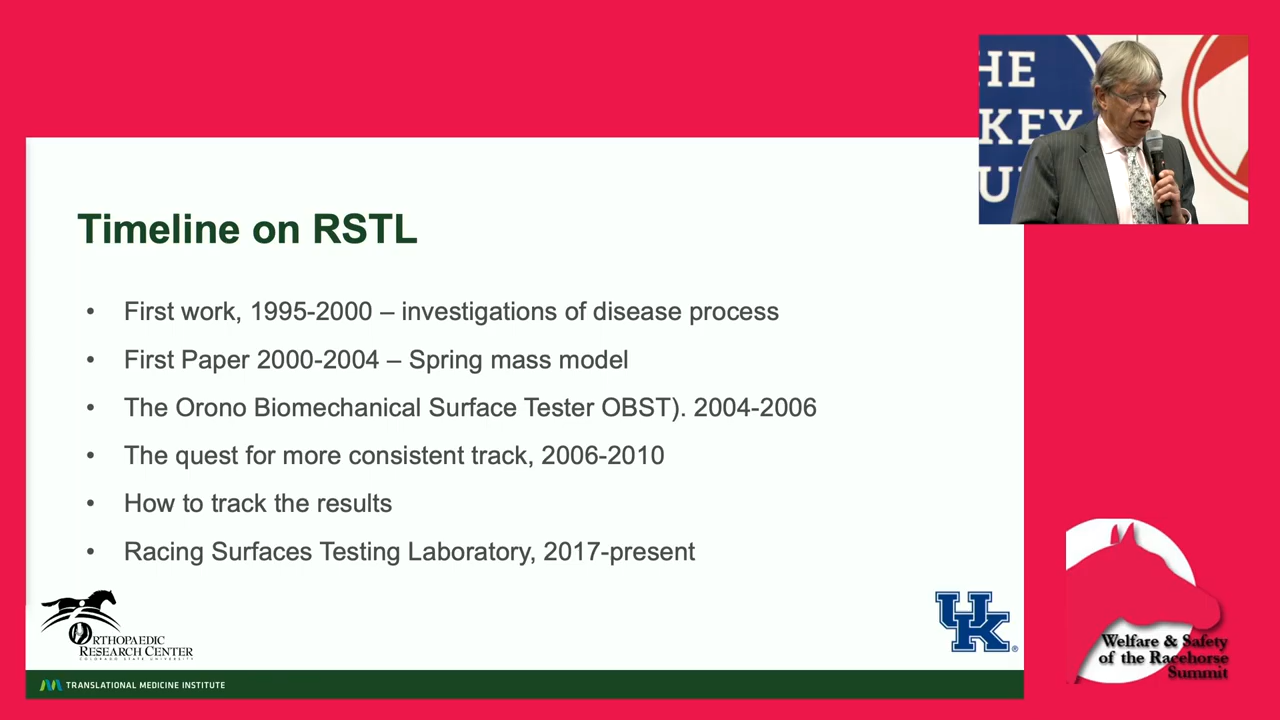 HE
KEY
U
Timeline on RSTL
• First work, 1995-2000 – investigations of disease process
• First Paper 2000-2004 – Spring mass model
• The Orono Biomechanical Surface Tester OBST). 2004-2006
• The quest for more consistent track, 2006-2010
• How to track the results
• Racing Surfaces Testing Laboratory, 2017-present
ORTHOPAEDIC
RESEARCH CENTER
COLORADO STATE UNIVERSITY
UK
TRANSLATIONAL MEDICINE INSTITUTE
Welfare & Safety
of the Racehorse
Summit